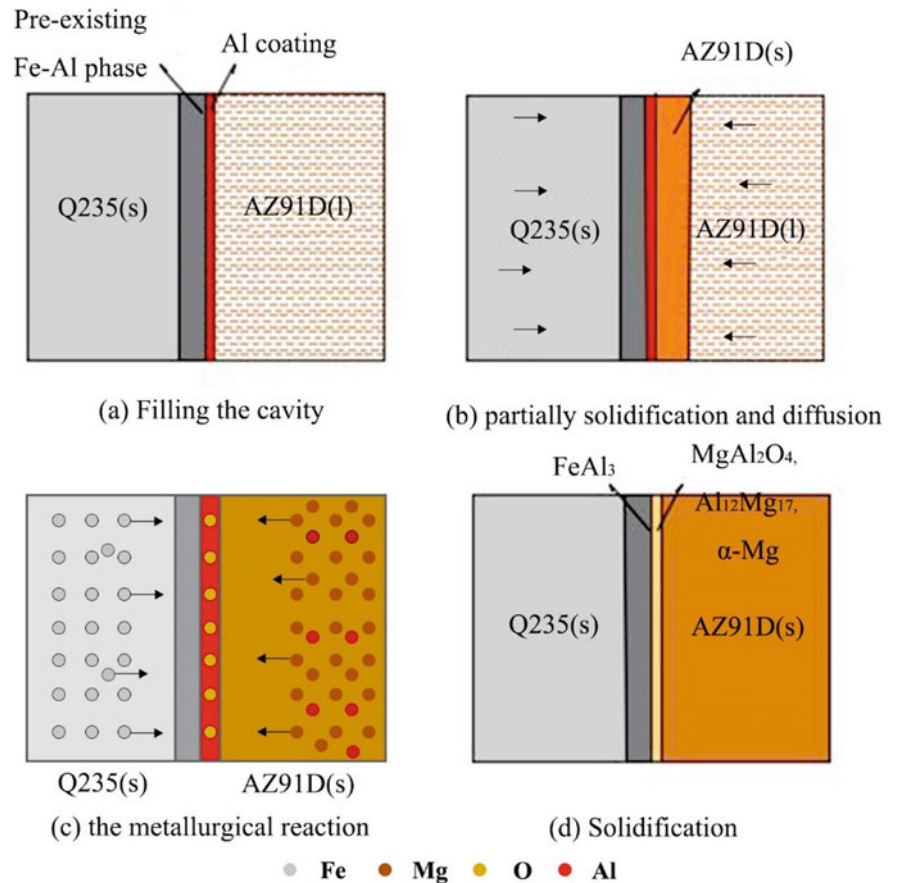 Pre-existing
Fe-Al phase
Al coating
Q235(s)
AZ91D(l)
(a) Filling the cavity
AZ91D(s)
Q235(s)
AZ91D(l)
(b) partially solidification and diffusion
Q235(s)
AZ91D(s)
(c) the metallurgical reaction
FeAl₃
MgAl₂O₄,
Al₁₂Mg₁₇,
α-Mg
Q235(s)
AZ91D(s)
(d) Solidification
Fe Mg O Al